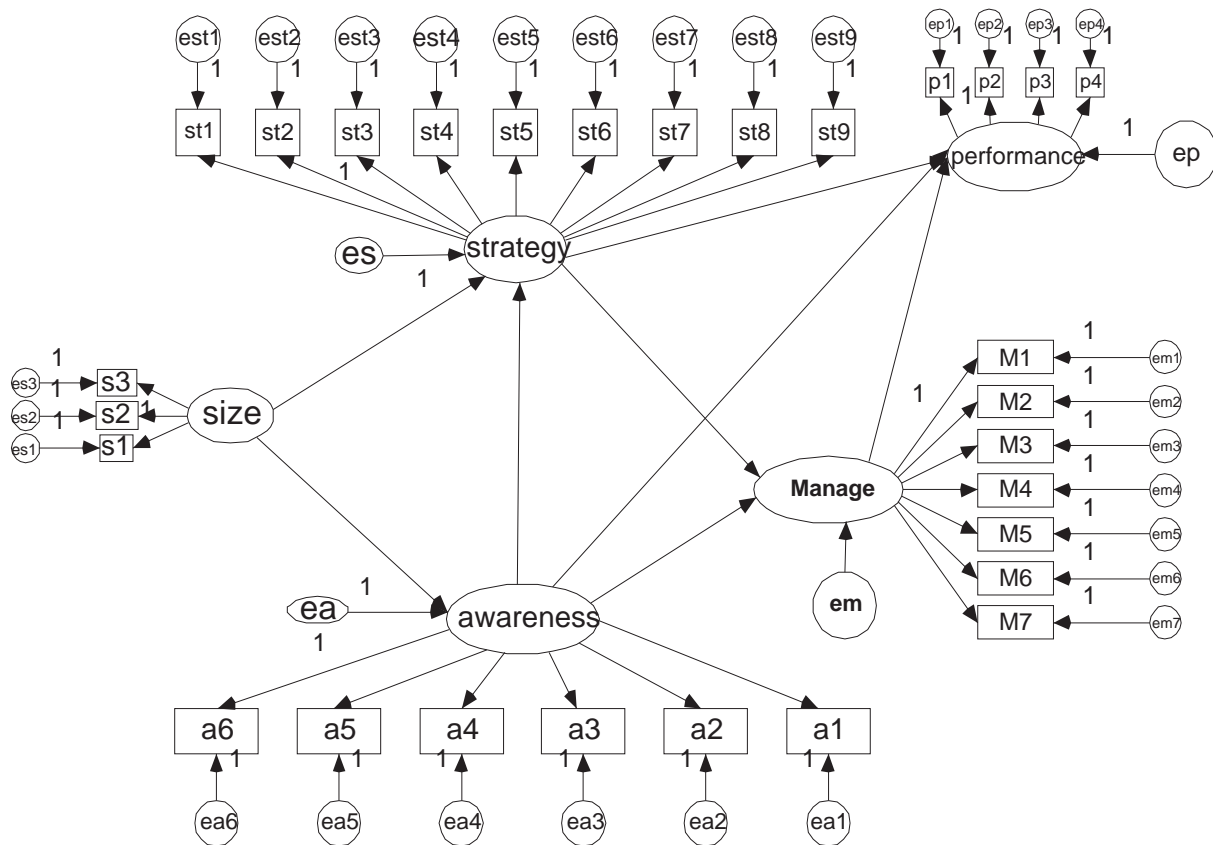 est1 est2 est3 est4 est5 est6 est7 est8 est9
1 1 1 1 1 1 1 1 1
st1 st2 st3 st4 st5 st6 st7 st8 st9
1
ep1 ep2 ep3 ep4
1 1 1 1
p1 p2 p3 p4
1
performance
1
ep
es
1
strategy
es3
1
s3
es2
1
s2
1
es1
1
s1
size
1
M1
1
em1
M2
1
em2
M3
1
em3
M4
1
em4
M5
1
em5
M6
1
em6
M7
1
em7
Manage
em
ea
1
awareness
1
a6 a5 a4 a3 a2 a1
1 1 1 1 1 1
ea6 ea5 ea4 ea3 ea2 ea1